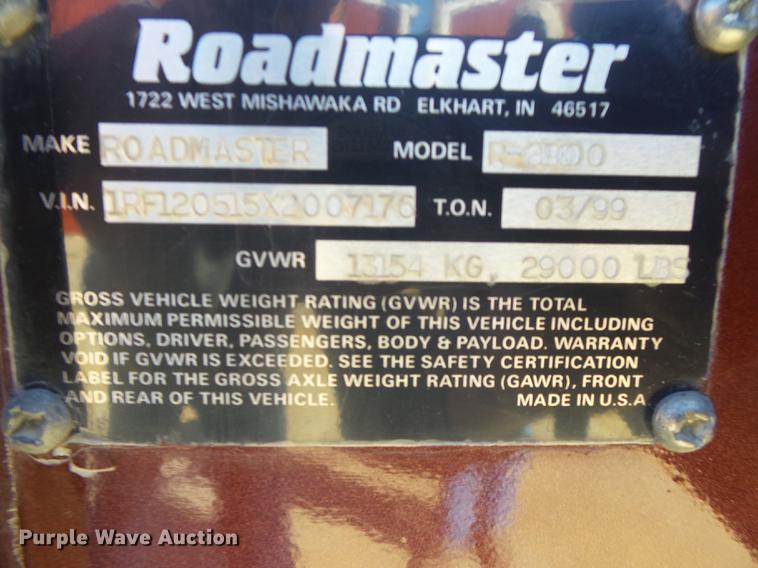 Roadmaster
1722 WEST MISHAWAKA RD ELKHART, IN 46517
MAKE ROADMASTER MODEL
V.I.N. 1RF120515X2007176 T.O.N. 03/99
GVWR 13154 KG, 29000 LBS
GROSS VEHICLE WEIGHT RATING (GVWR) IS THE TOTAL
MAXIMUM PERMISSIBLE WEIGHT OF THIS VEHICLE INCLUDING
OPTIONS, DRIVER, PASSENGERS, BODY & PAYLOAD. WARRANTY
VOID IF GVWR IS EXCEEDED. SEE THE SAFETY CERTIFICATION
LABEL FOR THE GROSS AXLE WEIGHT RATING (GAWR), FRONT
AND REAR OF THIS VEHICLE. MADE IN U.S.A.
Purple Wave Auction